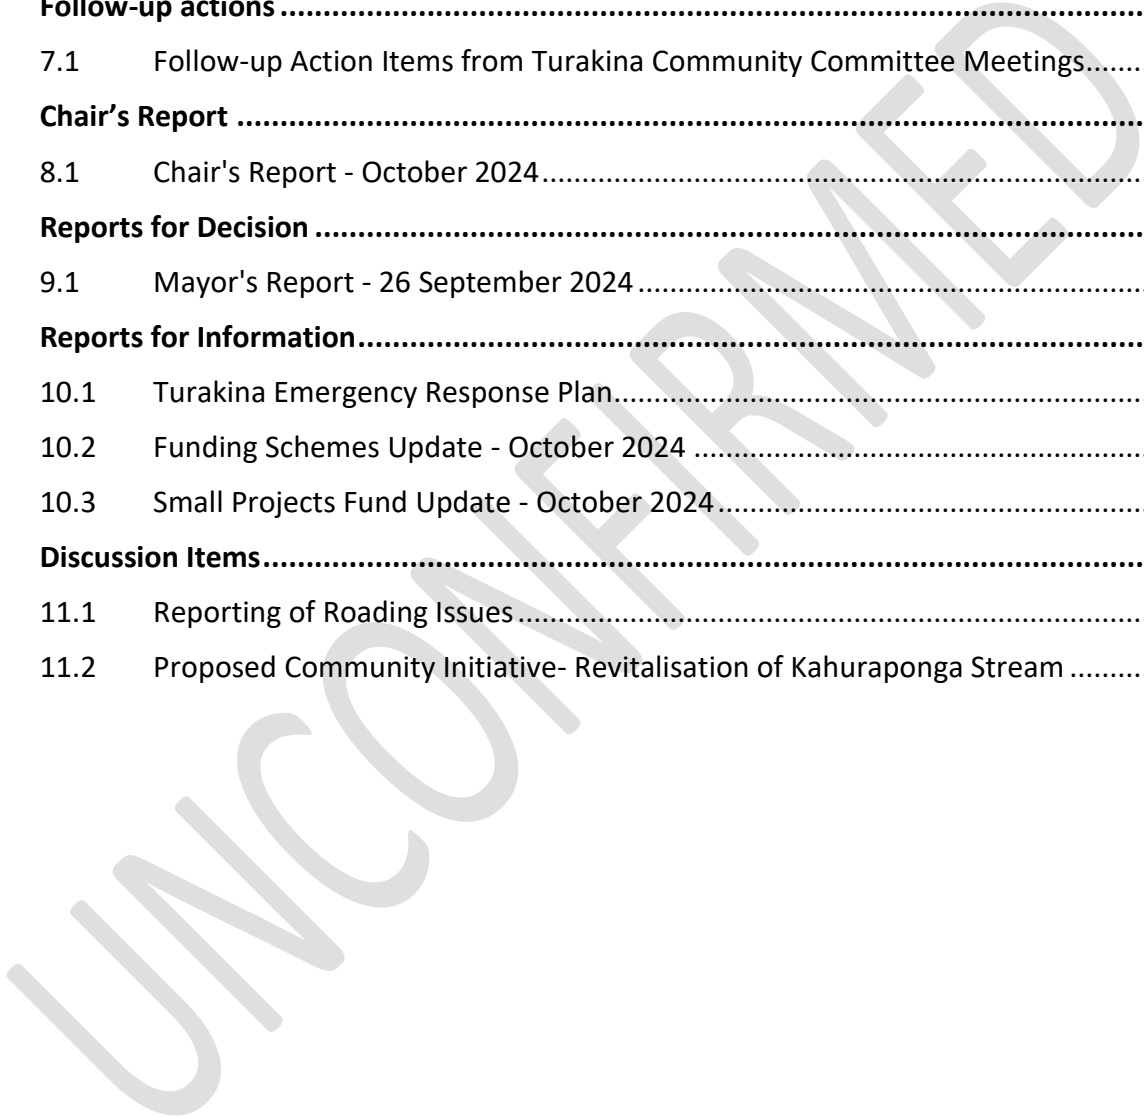 Follow-up actions ........................................................................................................
7.1 Follow-up Action Items from Turakina Community Committee Meetings.......
Chair’s Report ..............................................................................................................
8.1 Chair's Report - October 2024...........................................................................
Reports for Decision .....................................................................................................
9.1 Mayor's Report - 26 September 2024 ...............................................................
Reports for Information................................................................................................
10.1 Turakina Emergency Response Plan..................................................................
10.2 Funding Schemes Update - October 2024 ........................................................
10.3 Small Projects Fund Update - October 2024.....................................................
Discussion Items............................................................................................................
11.1 Reporting of Roading Issues..............................................................................
11.2 Proposed Community Initiative- Revitalisation of Kahuraponga Stream .........
UNCONFIRMED